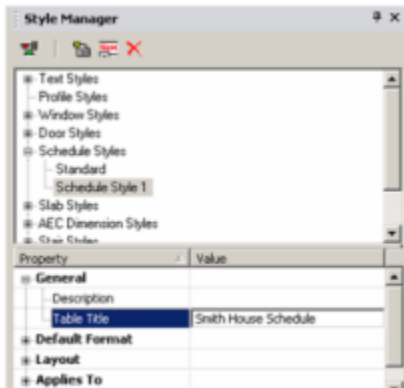 Style Manager
Text Styles
Profile Styles
Window Styles
Door Styles
Schedule Styles
Standard
Schedule Style 1
Slab Styles
AEC Dimension Styles
Stair Styles
Property Value
General
Description
Table Title Smith House Schedule
Default Format
Layout
Applies To